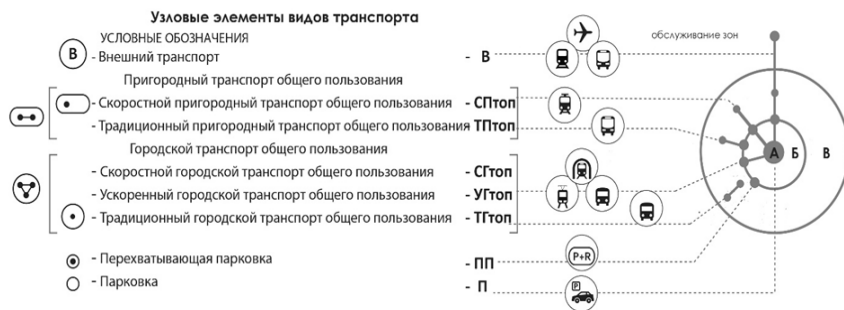 Узловые элементы видов транспорта
УСЛОВНЫЕ ОБОЗНАЧЕНИЯ
обслуживание зон
В - Внешний транспорт - В
Пригородный транспорт общего пользования
- Скоростной пригородный транспорт общего пользования - СПтоп
- Традиционный пригородный транспорт общего пользования ТПтоп
Городской транспорт общего пользования
А Б В
- Скоростной городской транспорт общего пользования - СГтоп
- Ускоренный городской транспорт общего пользования - УГтоп
- Традиционный городской транспорт общего пользования - ТГтоп
- Перехватывающая парковка - ПП P+R
- Парковка - П P